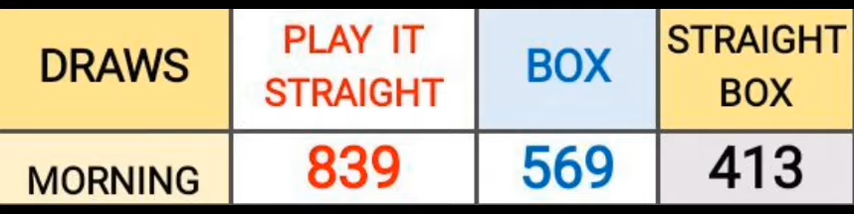 DRAWS
PLAY IT
STRAIGHT
BOX
STRAIGHT
BOX
MORNING
839
569
413